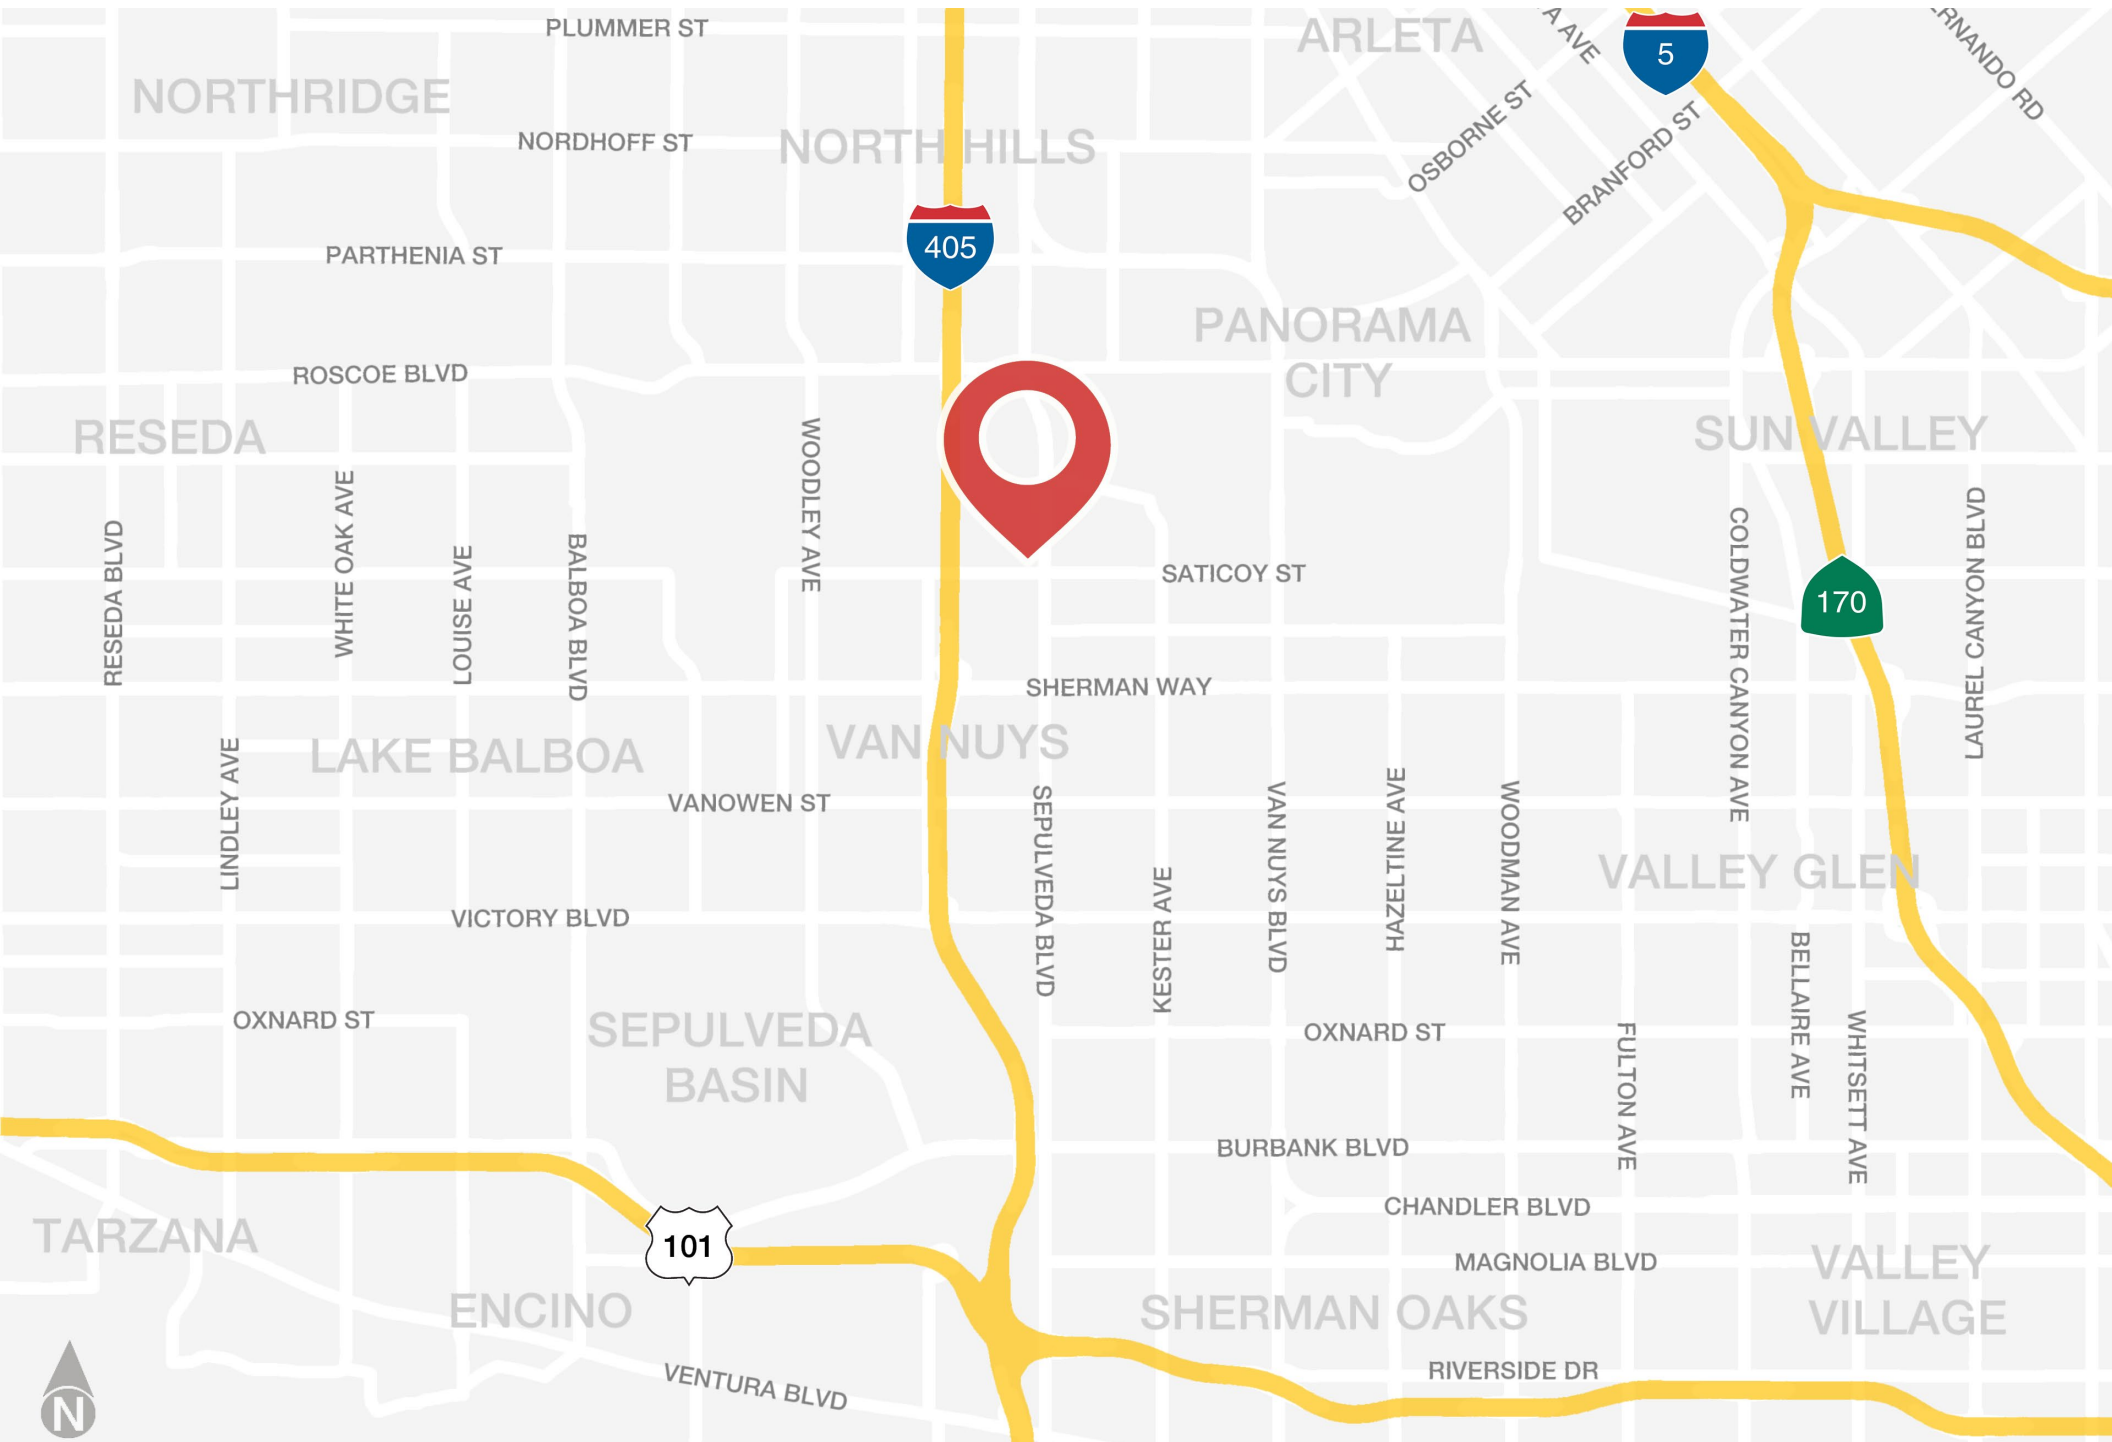 PLUMMER ST
ARLETA
A AVE
5
ERNANDO RD
NORTHRIDGE
OSBORNE ST
BRANFORD ST
NORDHOFF ST
NORTH HILLS
405
PARTHENIA ST
PANORAMA
CITY
ROSCOE BLVD
RESEDA
SUN VALLEY
WOODLEY AVE
WHITE OAK AVE
RESEDA BLVD
LOUISE AVE
BALBOA BLVD
SATICOY ST
COLDWATER CANYON AVE
170
LAUREL CANYON BLVD
SHERMAN WAY
LINDLEY AVE
LAKE BALBOA
VAN NUYS
VANOWEN ST
SEPULVEDA BLVD
KESTER AVE
VAN NUYS BLVD
HAZELTINE AVE
WOODMAN AVE
VALLEY GLEN
VICTORY BLVD
BELLAIRE AVE
WHITSETT AVE
OXNARD ST
SEPULVEDA
BASIN
OXNARD ST
FULTON AVE
BURBANK BLVD
CHANDLER BLVD
TARZANA
101
MAGNOLIA BLVD
VALLEY
VILLAGE
ENCINO
SHERMAN OAKS
VENTURA BLVD
RIVERSIDE DR
N